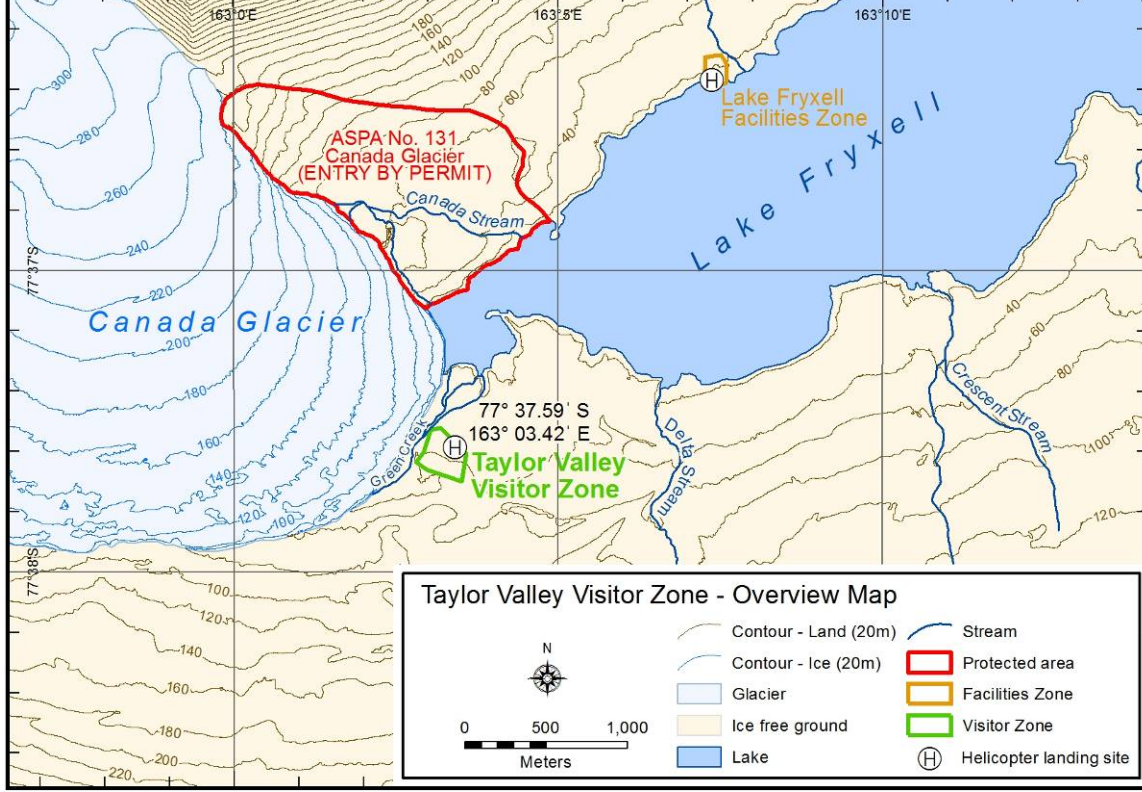 163°0'E
163°5'E
163°10'E
180
160
140
120
100
80
60
40
300
280
260
240
220
200
180
160
140
120
100
Lake Fryxell
Facilities Zone
ASPA No. 131
Canada Glacier
(ENTRY BY PERMIT)
Canada Stream
Lake Fryxell
77°37'S
Canada Glacier
40
60
80
100
120
Crescent Stream
Delta Stream
Green Creek
77° 37.59' S
163° 03.42' E
H
H
Taylor Valley
Visitor Zone
77°38'S
100
120
140
160
180
200
220
Taylor Valley Visitor Zone - Overview Map
N
0 500 1,000
Meters
Contour - Land (20m)
Contour - Ice (20m)
Glacier
Ice free ground
Lake
Stream
Protected area
Facilities Zone
Visitor Zone
H Helicopter landing site